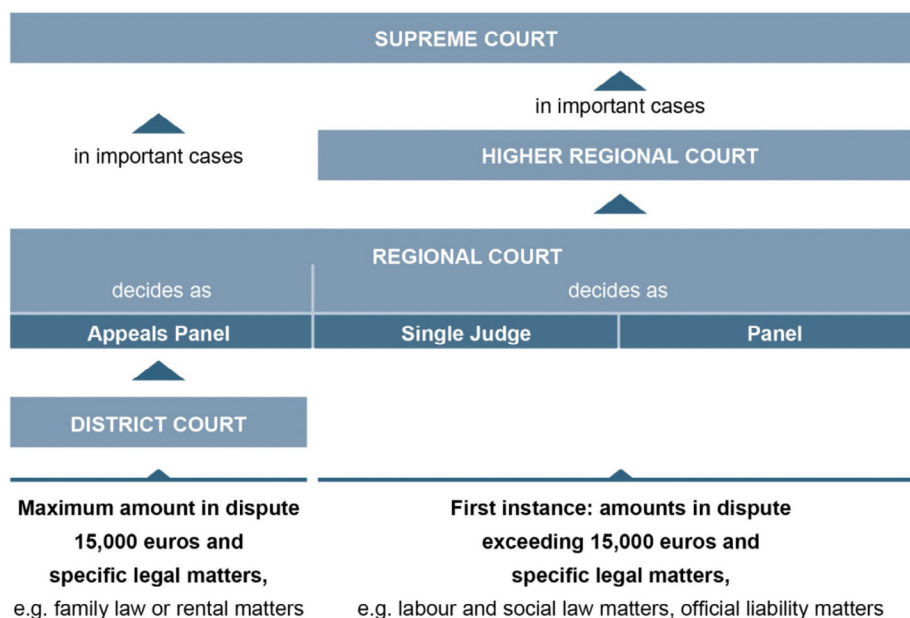 SUPREME COURT
in important cases
in important cases
HIGHER REGIONAL COURT
REGIONAL COURT
decides as
decides as
Appeals Panel
Single Judge
Panel
DISTRICT COURT
Maximum amount in dispute
15,000 euros and
specific legal matters,
e.g. family law or rental matters
First instance: amounts in dispute
exceeding 15,000 euros and
specific legal matters,
e.g. labour and social law matters, official liability matters